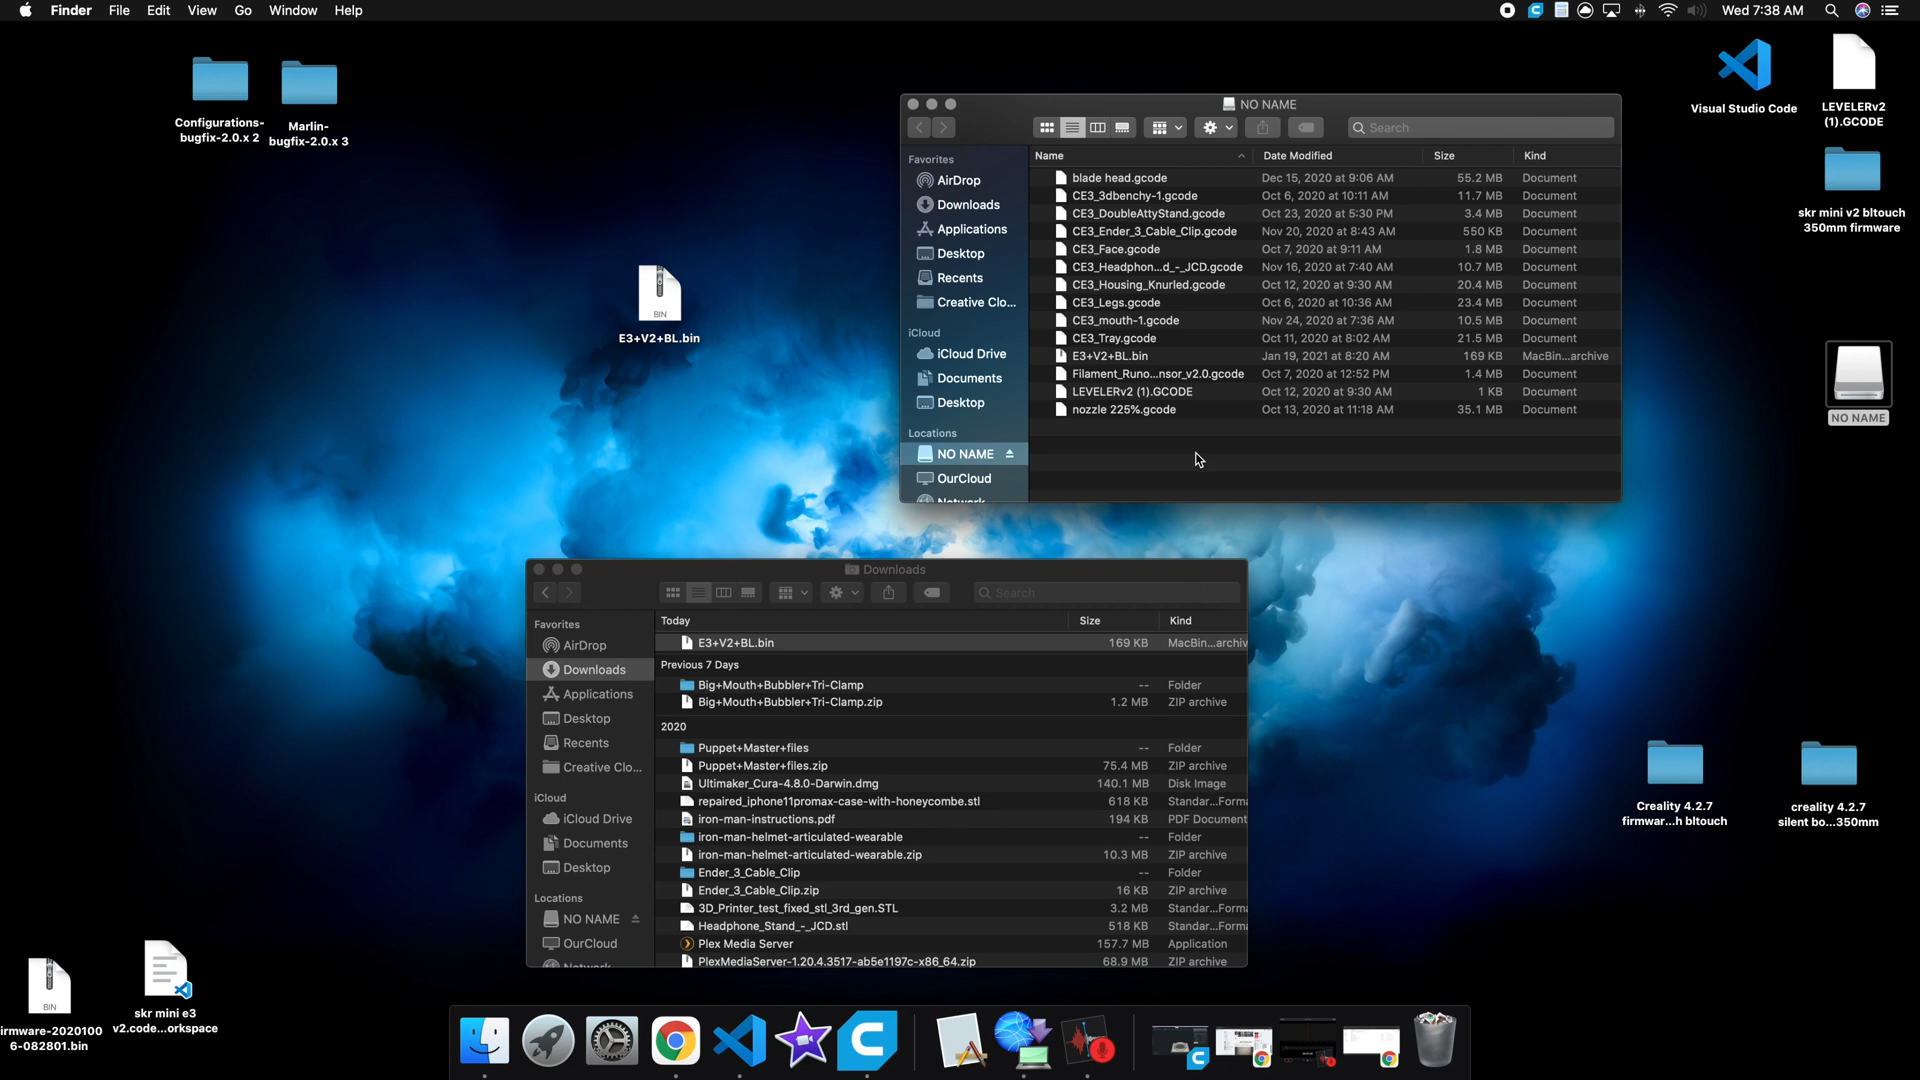 Finder File Edit View Go Window Help
Wed 7:38 AM
Configurations-
bugfix-2.0.x 2
Marlin-
bugfix-2.0.x 3
BIN
E3+V2+BL.bin
Visual Studio Code
LEVELERv2
(1).GCODE
skr mini v2 bltouch
350mm firmware
NO NAME
Creality 4.2.7
firmwar...h bltouch
creality 4.2.7
silent bo...350mm
BIN
irmware-2020100
6-082801.bin
skr mini e3
v2.code...orkspace
NO NAME
Search
Favorites
AirDrop
Downloads
Applications
Desktop
Recents
Creative Clo...
iCloud
iCloud Drive
Documents
Desktop
Locations
NO NAME
OurCloud
Network
Name Date Modified Size Kind
blade head.gcode Dec 15, 2020 at 9:06 AM 55.2 MB Document
CE3_3dbenchy-1.gcode Oct 6, 2020 at 10:11 AM 11.7 MB Document
CE3_DoubleAttyStand.gcode Oct 23, 2020 at 5:30 PM 3.4 MB Document
CE3_Ender_3_Cable_Clip.gcode Nov 20, 2020 at 8:43 AM 550 KB Document
CE3_Face.gcode Oct 7, 2020 at 9:11 AM 1.8 MB Document
CE3_Headphon...d_-_JCD.gcode Nov 16, 2020 at 7:40 AM 10.7 MB Document
CE3_Housing_Knurled.gcode Oct 12, 2020 at 9:30 AM 20.4 MB Document
CE3_Legs.gcode Oct 6, 2020 at 10:36 AM 23.4 MB Document
CE3_mouth-1.gcode Nov 24, 2020 at 7:36 AM 10.5 MB Document
CE3_Tray.gcode Oct 11, 2020 at 8:02 AM 21.5 MB Document
E3+V2+BL.bin Jan 19, 2021 at 8:20 AM 169 KB MacBin...archive
Filament_Runo...nsor_v2.0.gcode Oct 7, 2020 at 12:52 PM 1.4 MB Document
LEVELERv2 (1).GCODE Oct 12, 2020 at 9:30 AM 1 KB Document
nozzle 225%.gcode Oct 13, 2020 at 11:18 AM 35.1 MB Document
Downloads
Search
Favorites
AirDrop
Downloads
Applications
Desktop
Recents
Creative Clo...
iCloud
iCloud Drive
Documents
Desktop
Locations
NO NAME
OurCloud
Network
Today Size Kind
E3+V2+BL.bin 169 KB MacBin...archiv
Previous 7 Days
Big+Mouth+Bubbler+Tri-Clamp -- Folder
Big+Mouth+Bubbler+Tri-Clamp.zip 1.2 MB ZIP archive
2020
Puppet+Master+files -- Folder
Puppet+Master+files.zip 75.4 MB ZIP archive
Ultimaker_Cura-4.8.0-Darwin.dmg 140.1 MB Disk Image
repaired_iphone11promax-case-with-honeycombe.stl 618 KB Standar...Forma
iron-man-instructions.pdf 194 KB PDF Document
iron-man-helmet-articulated-wearable -- Folder
iron-man-helmet-articulated-wearable.zip 10.3 MB ZIP archive
Ender_3_Cable_Clip -- Folder
Ender_3_Cable_Clip.zip 16 KB ZIP archive
3D_Printer_test_fixed_stl_3rd_gen.STL 3.2 MB Standar...Forma
Headphone_Stand_-_JCD.stl 518 KB Standar...Forma
Plex Media Server 157.7 MB Application
PlexMediaServer-1.20.4.3517-ab5e1197c-x86_64.zip 68.9 MB ZIP archive